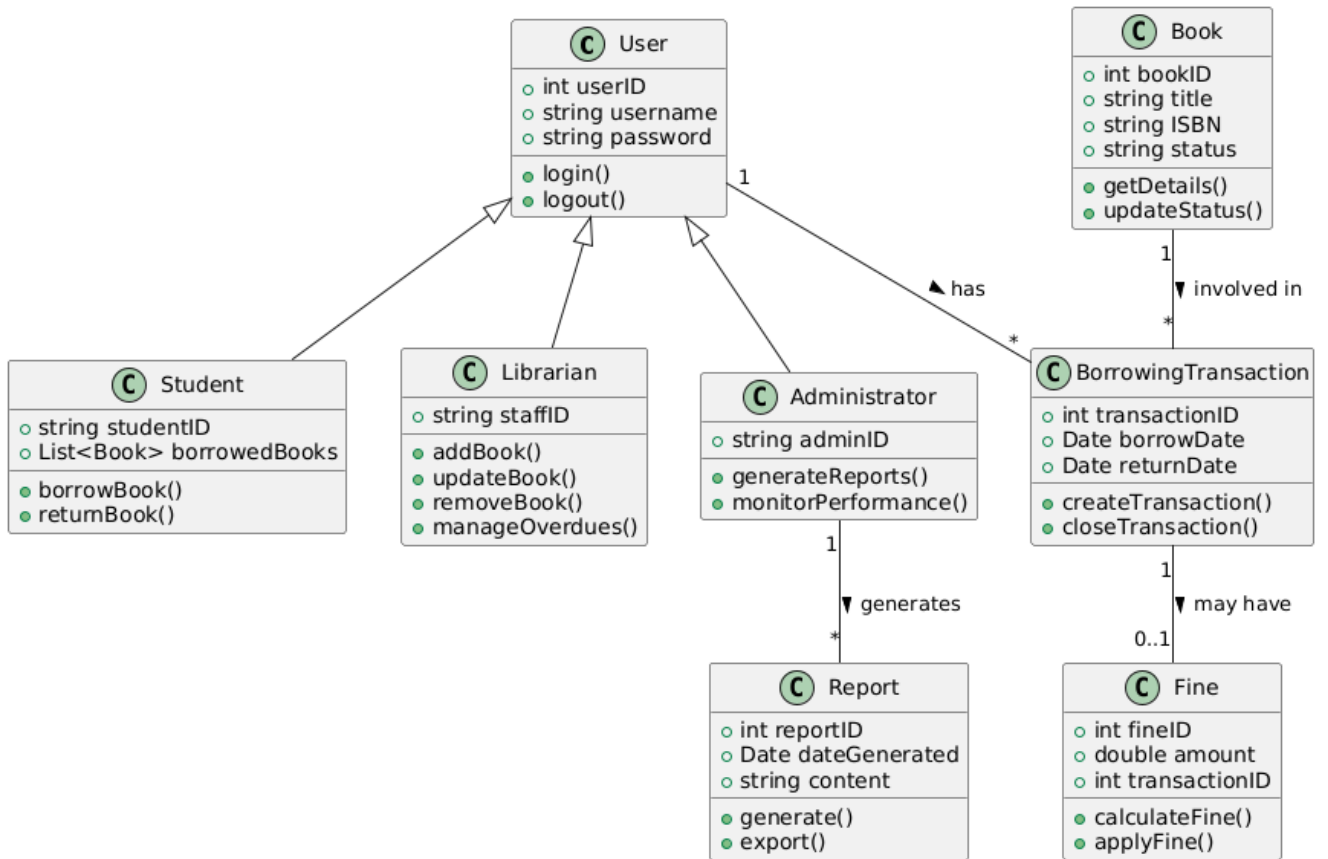 C User
int userID
string username
string password
login()
logout()
C Book
int bookID
string title
string ISBN
string status
getDetails()
updateStatus()
1
has
*
1
involved in
*
C Student
string studentID
List<Book> borrowedBooks
borrowBook()
returnBook()
C Librarian
string staffID
addBook()
updateBook()
removeBook()
manageOverdues()
C Administrator
string adminID
generateReports()
monitorPerformance()
C BorrowingTransaction
int transactionID
Date borrowDate
Date returnDate
createTransaction()
closeTransaction()
1
generates
*
1
may have
0..1
C Report
int reportID
Date dateGenerated
string content
generate()
export()
C Fine
int fineID
double amount
int transactionID
calculateFine()
applyFine()